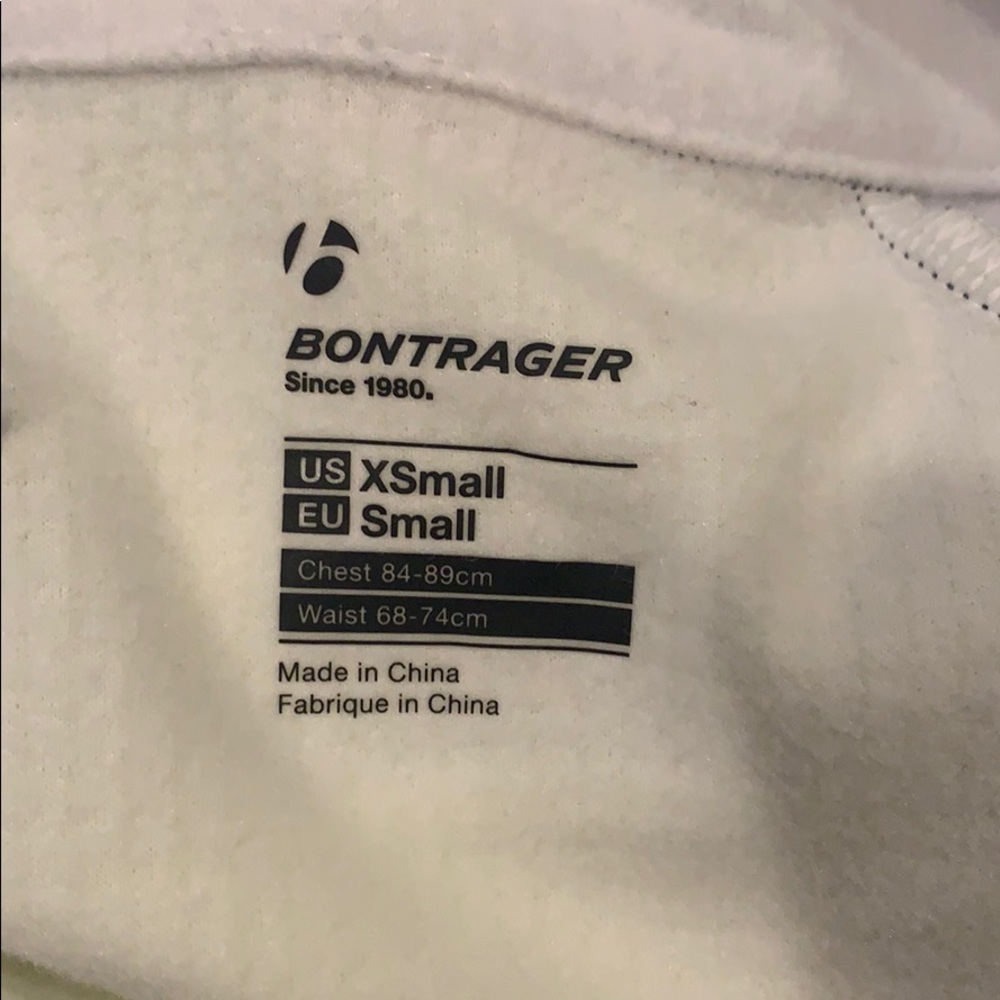 BONTRAGER
Since 1980.
US XSmall
EU Small
Chest 84-89cm
Waist 68-74cm
Made in China
Fabrique in China